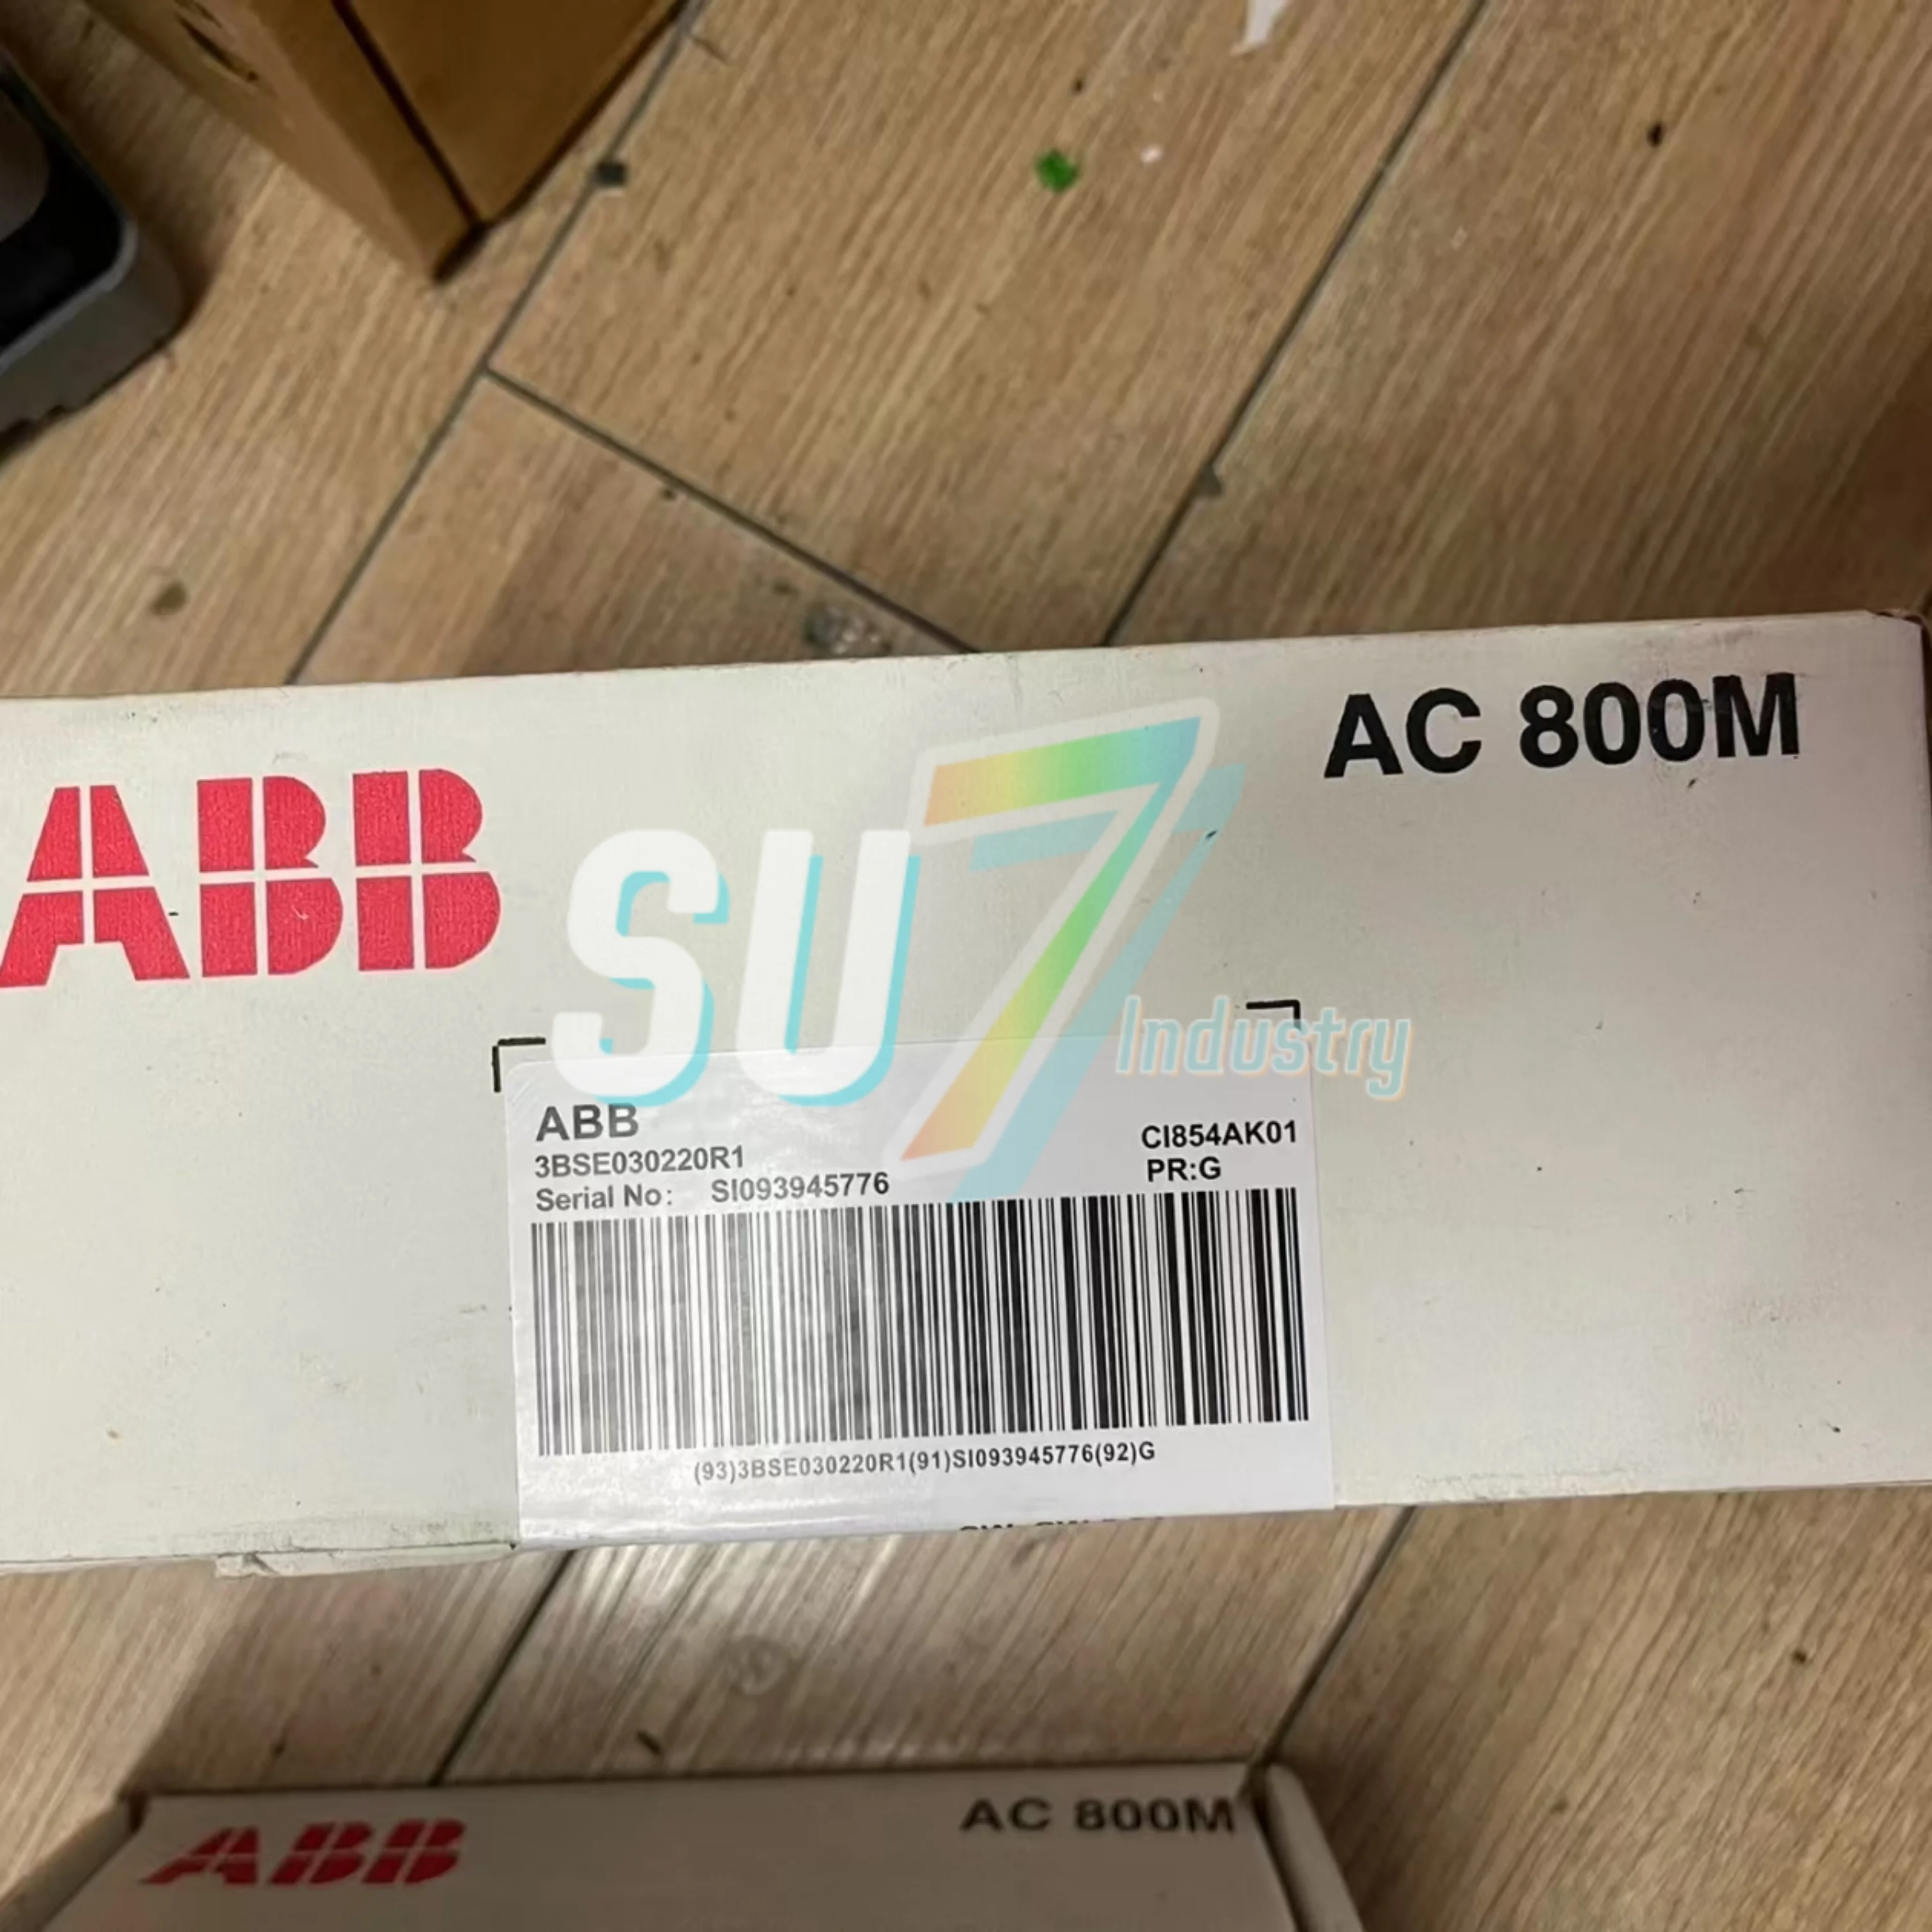 AC 800M
ABB
SU7
Industry
ABB
3BSE030220R1
CI854AK01
PR:G
Serial No: SI093945776
(93)3BSE030220R1(91)SI093945776(92)G
AC 800M
ABB